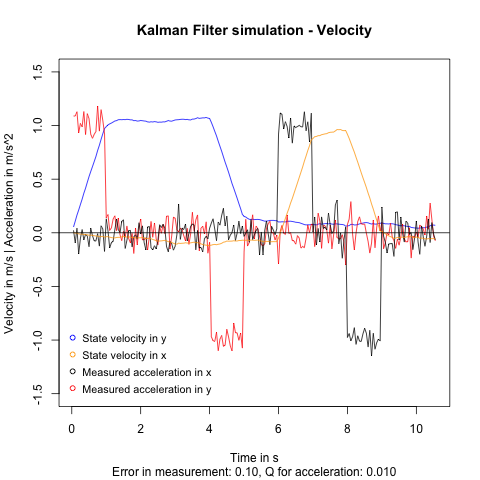 Kalman Filter simulation - Velocity
Velocity in m/s | Acceleration in m/s^2
1.5
1.0
0.5
0.0
-0.5
-1.0
-1.5
State velocity in y
State velocity in x
Measured acceleration in x
Measured acceleration in y
0 2 4 6 8 10
Time in s
Error in measurement: 0.10, Q for acceleration: 0.010